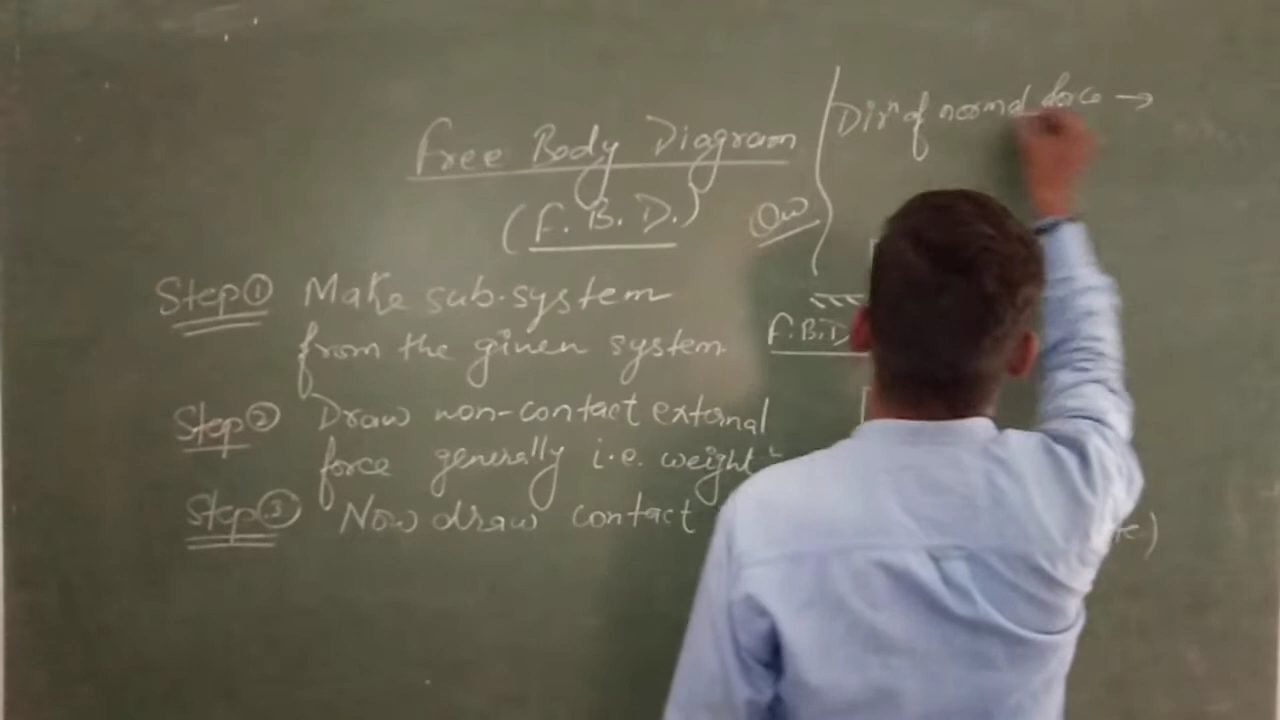 Free Body Diagram
(F.B.D.)
Step① Make sub-system
from the given system.
Step② Draw non-contact external
force generally i.e. weight
Step③ Now draw contact
Dirⁿ of normal force →
Qus
F.B.D